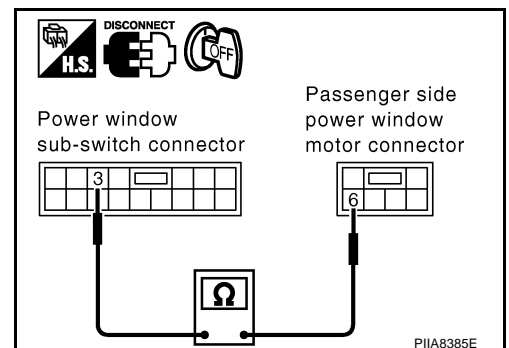 DISCONNECT
H.S.
OFF
Power window
sub-switch connector
Passenger side
power window
motor connector
3
6
Ω
PIIA8385E